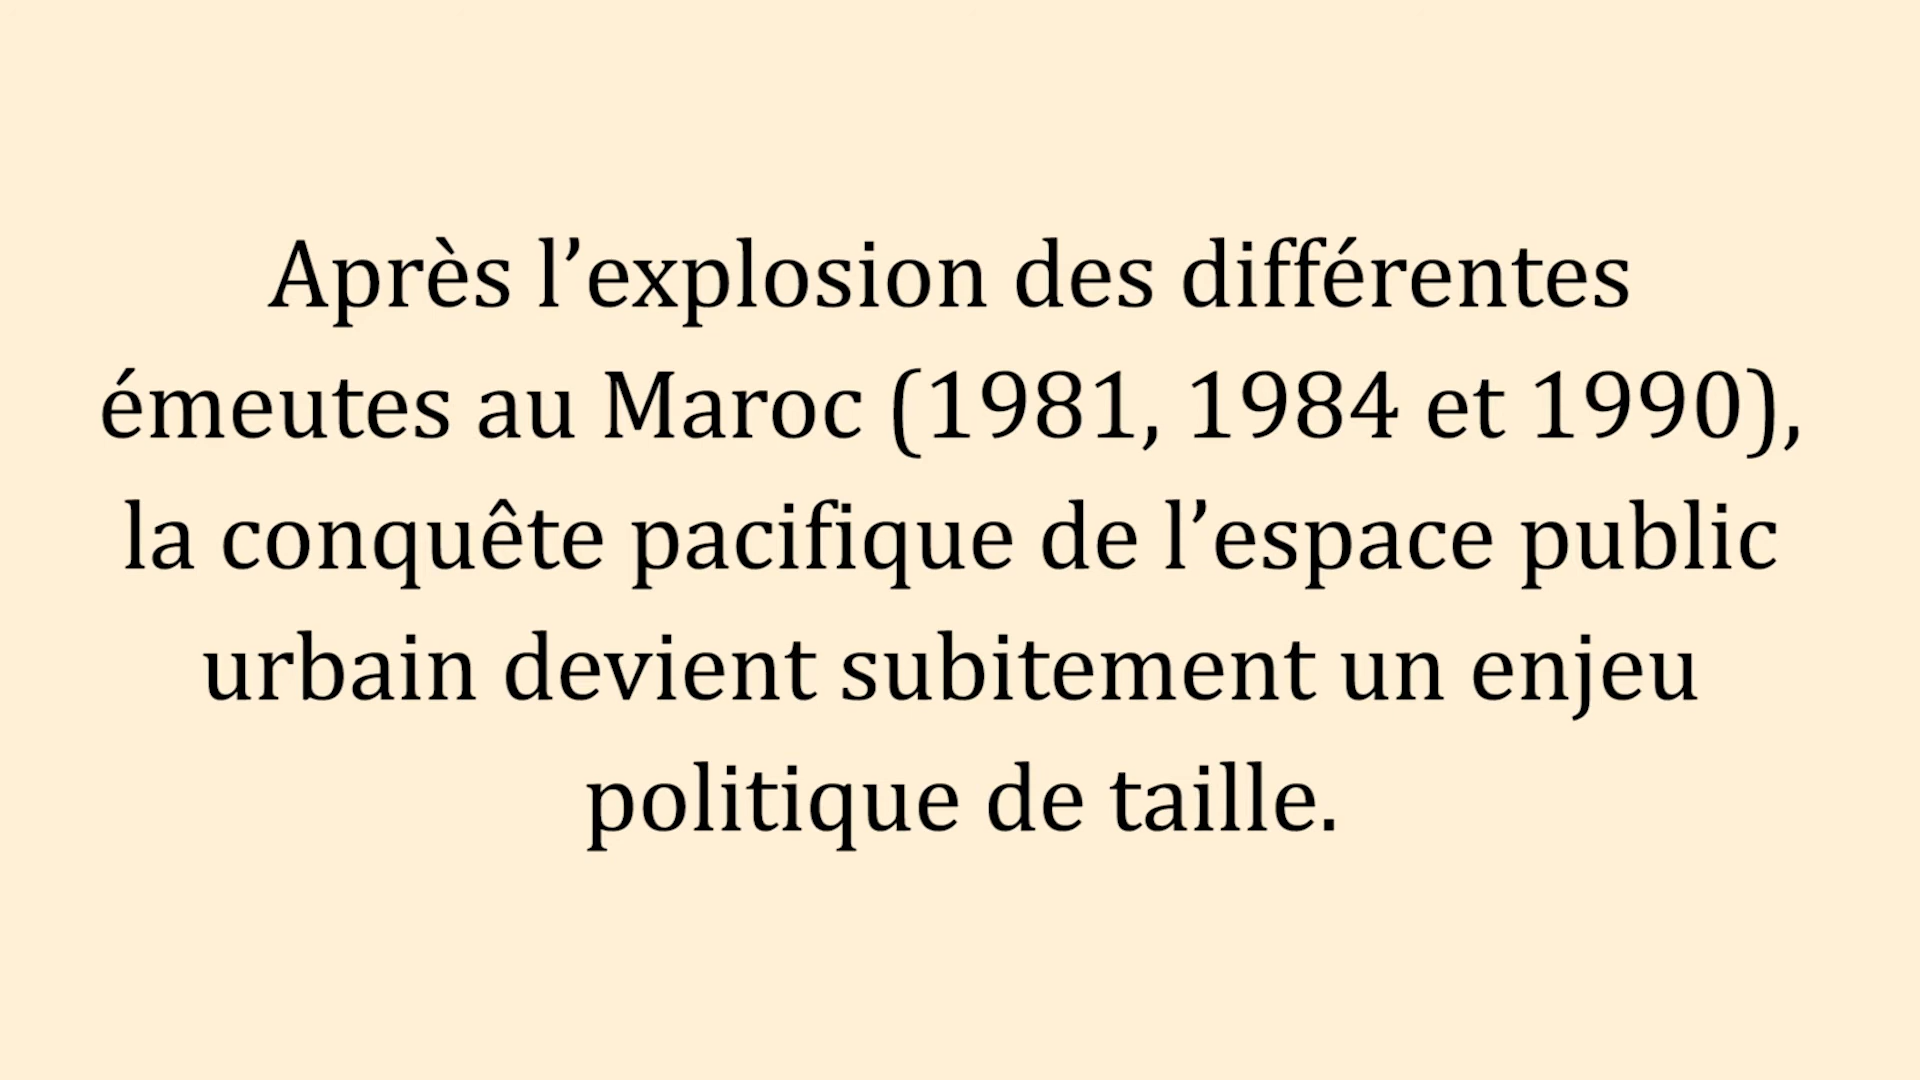 Après l’explosion des différentes
émeutes au Maroc (1981, 1984 et 1990),
la conquête pacifique de l’espace public
urbain devient subitement un enjeu
politique de taille.